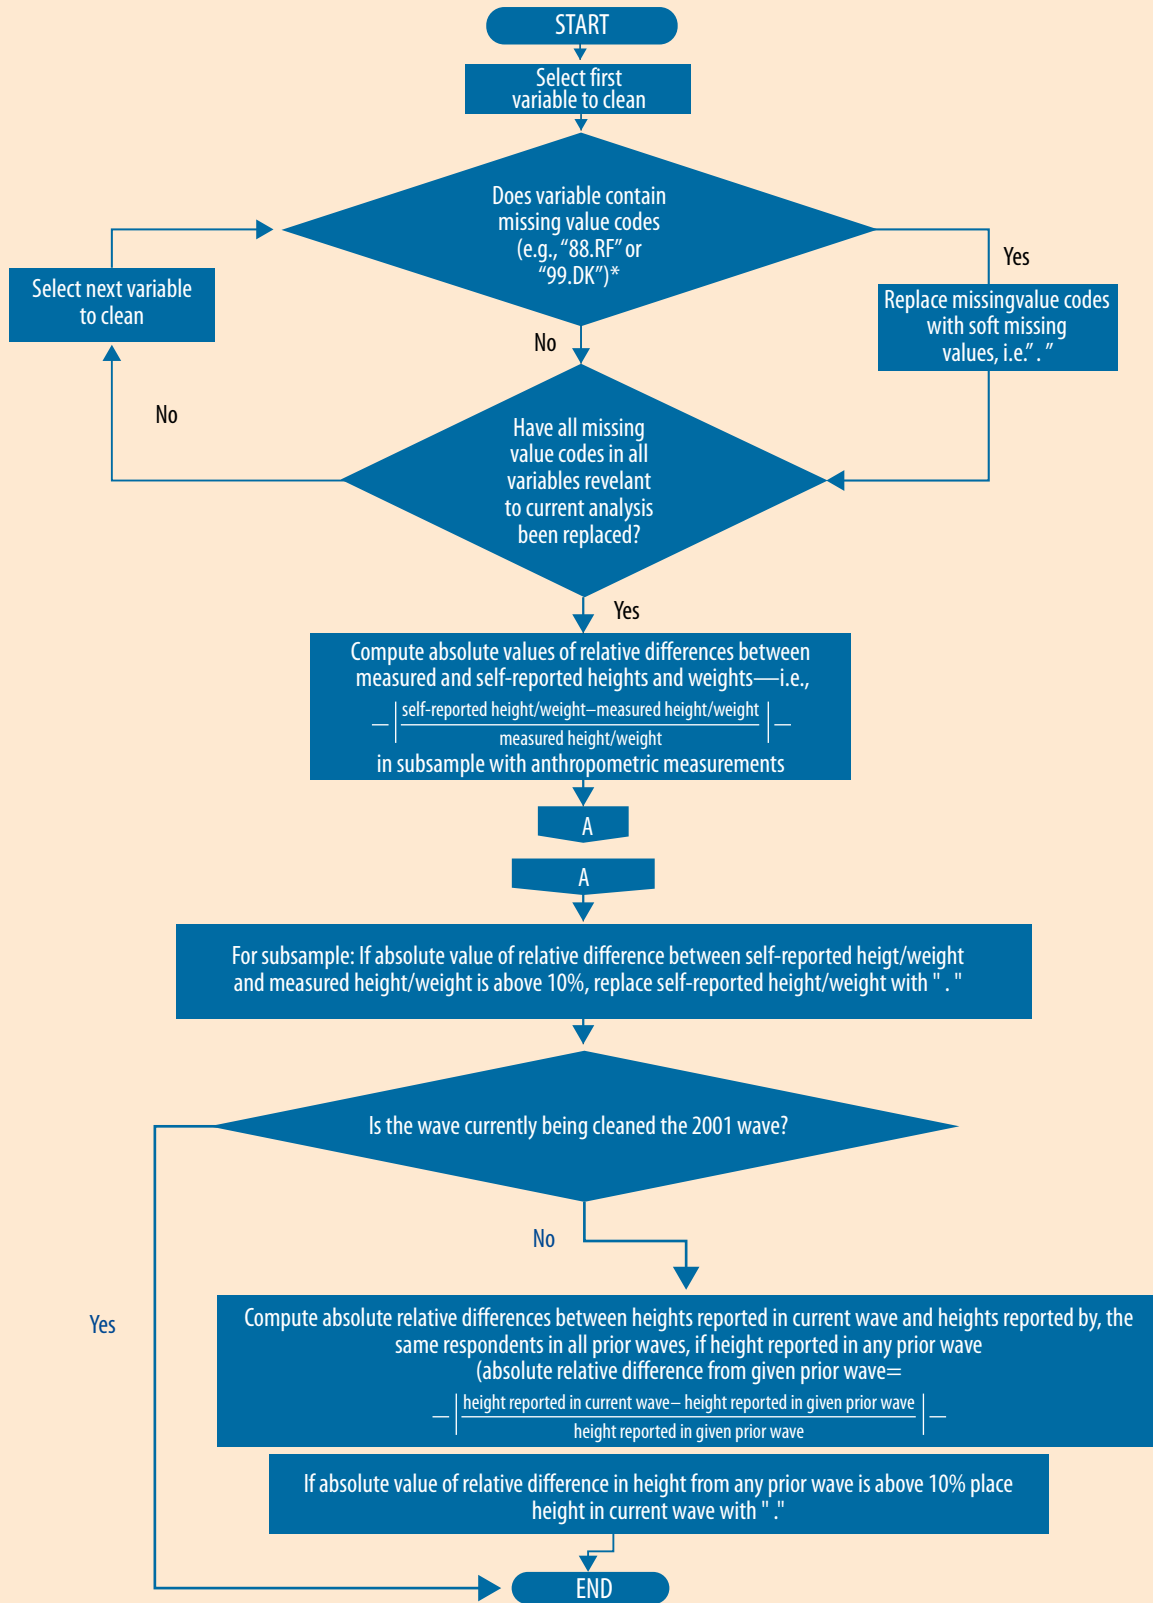 START
Select first
variable to clean
Does variable contain
missing value codes
(e.g., “88.RF” or
“99.DK”)*
Yes
Select next variable
to clean
Replace missingvalue codes
with soft missing
values, i.e.” . ”
No
No
Have all missing
value codes in all
variables revelant
to current analysis
been replaced?
Yes
Compute absolute values of relative differences between
measured and self-reported heights and weights—i.e.,
— | self-reported height/weight–measured height/weight | —
measured height/weight
in subsample with anthropometric measurements
A
A
For subsample: If absolute value of relative difference between self-reported heigt/weight
and measured height/weight is above 10%, replace self-reported height/weight with " . "
Is the wave currently being cleaned the 2001 wave?
No
Yes
Compute absolute relative differences between heights reported in current wave and heights reported by, the
same respondents in all prior waves, if height reported in any prior wave
(absolute relative difference from given prior wave=
— | height reported in current wave– height reported in given prior wave | —
height reported in given prior wave
If absolute value of relative difference in height from any prior wave is above 10% place
height in current wave with " ."
END